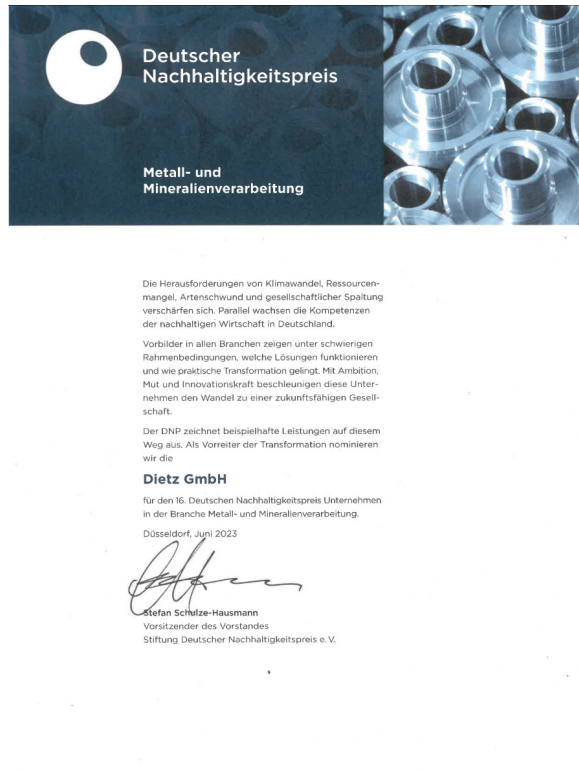 Deutscher
Nachhaltigkeitspreis
Metall- und
Mineralienverarbeitung
Die Herausforderungen von Klimawandel, Ressourcen-
mangel, Artenschwund und gesellschaftlicher Spaltung
verschärfen sich. Parallel wachsen die Kompetenzen
der nachhaltigen Wirtschaft in Deutschland.
Vorbilder in allen Branchen zeigen unter schwierigen
Rahmenbedingungen, welche Lösungen funktionieren
und wie praktische Transformation gelingt. Mit Ambition,
Mut und Innovationskraft beschleunigen diese Unter-
nehmen den Wandel zu einer zukunftsfähigen Gesell-
schaft.
Der DNP zeichnet beispielhafte Leistungen auf diesem
Weg aus. Als Vorreiter der Transformation nominieren
wir die
Dietz GmbH
für den 16. Deutschen Nachhaltigkeitspreis Unternehmen
in der Branche Metall- und Mineralienverarbeitung.
Düsseldorf, Juni 2023
Stefan Schulze-Hausmann
Vorsitzender des Vorstandes
Stiftung Deutscher Nachhaltigkeitspreis e. V.